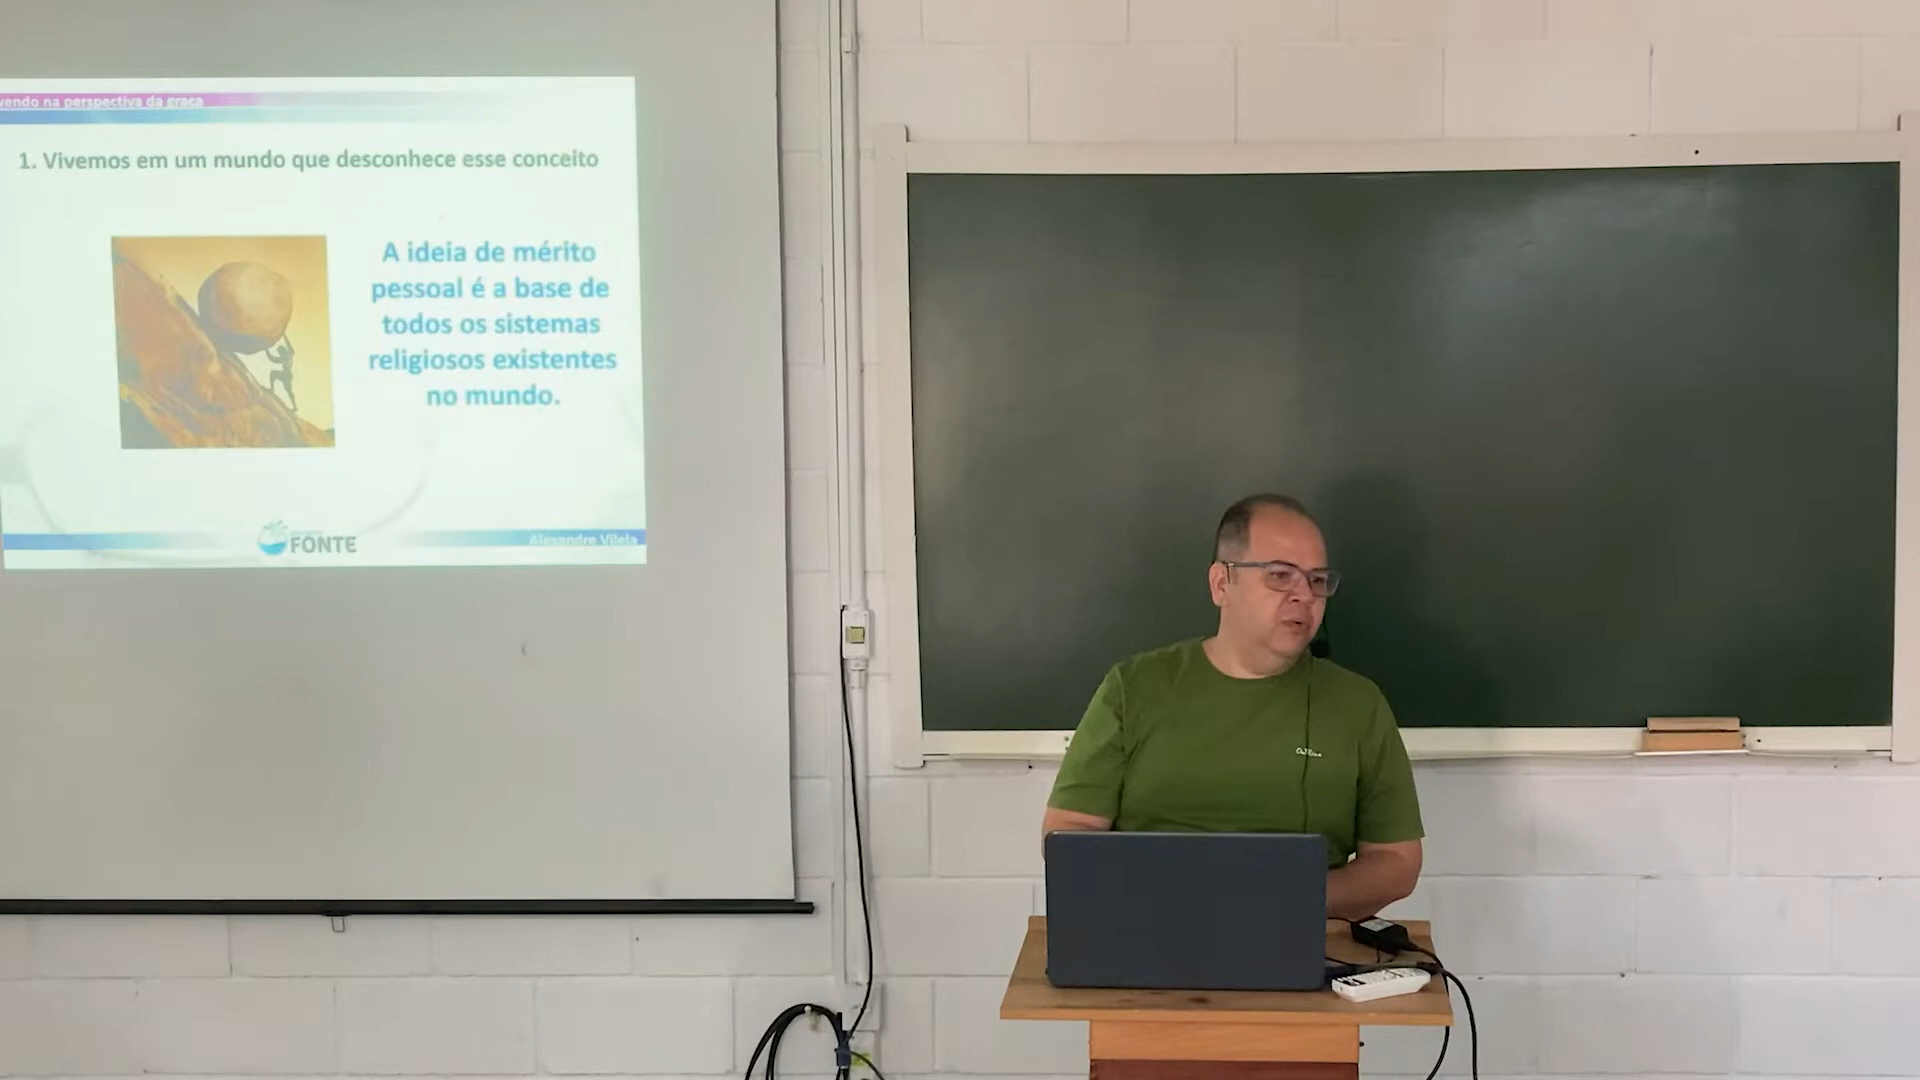 vendo na perspectiva da graça
1. Vivemos em um mundo que desconhece esse conceito
A ideia de mérito
pessoal é a base de
todos os sistemas
religiosos existentes
no mundo.
FONTE
Alexandre Vilela